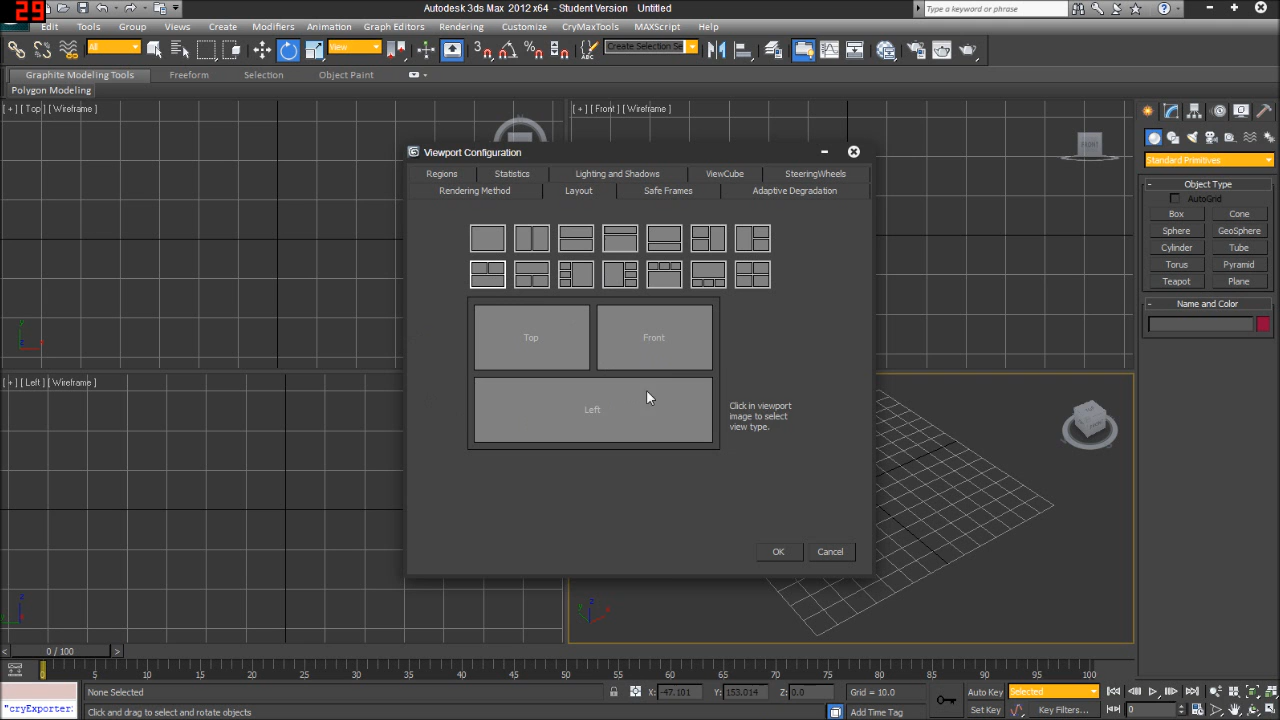 29
Autodesk 3ds Max 2012 x64 - Student Version Untitled
Type a keyword or phrase
Edit Tools Group Views Create Modifiers Animation Graph Editors Rendering Customize CryMaxTools MAXScript Help
All View Create Selection Se
Graphite Modeling Tools Freeform Selection Object Paint
Polygon Modeling
[ + ] [ Top ] [ Wireframe ]
[ + ] [ Front ] [ Wireframe ]
FRONT
Viewport Configuration
Regions Statistics Lighting and Shadows ViewCube SteeringWheels
Rendering Method Layout Safe Frames Adaptive Degradation
Top Front
Left
Click in viewport
image to select
view type.
OK Cancel
Standard Primitives
- Object Type
AutoGrid
Box Cone
Sphere GeoSphere
Cylinder Tube
Torus Pyramid
Teapot Plane
- Name and Color
[ + ] [ Left ] [ Wireframe ]
< 0 / 100 >
0 5 10 15 20 25 30 35 40 45 50 55 60 65 70 75 80 85 90 95 100
None Selected X: -47.101 Y: 153.014 Z: 0.0 Grid = 10.0 Auto Key Selected
"cryExporter: Click and drag to select and rotate objects Add Time Tag Set Key Key Filters... 0